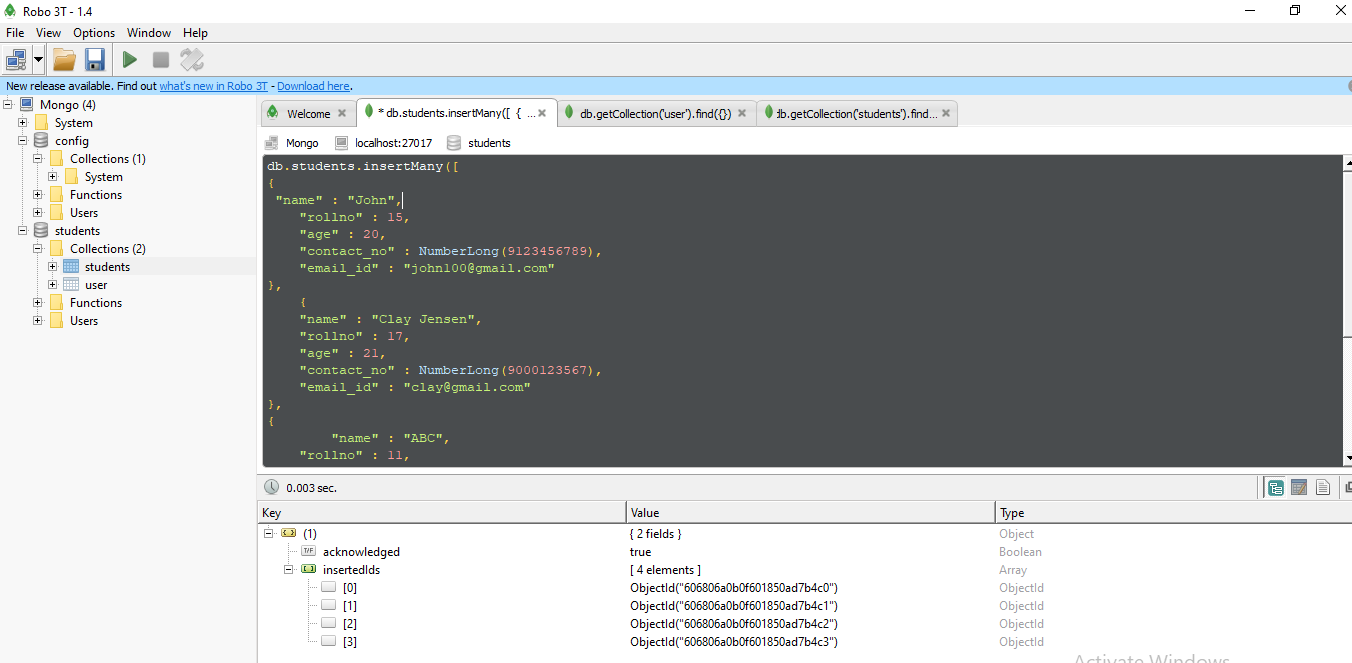 Robo 3T - 1.4
File View Options Window Help
New release available. Find out what's new in Robo 3T - Download here.
Mongo (4)
System
config
Collections (1)
System
Functions
Users
students
Collections (2)
students
user
Functions
Users
Welcome
* db.students.insertMany([ { ...
db.getCollection('user').find({})
db.getCollection('students').find...
Mongo localhost:27017 students
db.students.insertMany([
{
"name" : "John",
"rollno" : 15,
"age" : 20,
"contact_no" : NumberLong(9123456789),
"email_id" : "john100@gmail.com"
},
{
"name" : "Clay Jensen",
"rollno" : 17,
"age" : 21,
"contact_no" : NumberLong(9000123567),
"email_id" : "clay@gmail.com"
},
{
"name" : "ABC",
"rollno" : 11,
0.003 sec.
Key Value Type
(1) { 2 fields } Object
acknowledged true Boolean
insertedIds [ 4 elements ] Array
[0] ObjectId("606806a0b0f601850ad7b4c0") ObjectId
[1] ObjectId("606806a0b0f601850ad7b4c1") ObjectId
[2] ObjectId("606806a0b0f601850ad7b4c2") ObjectId
[3] ObjectId("606806a0b0f601850ad7b4c3") ObjectId
Activate Windows